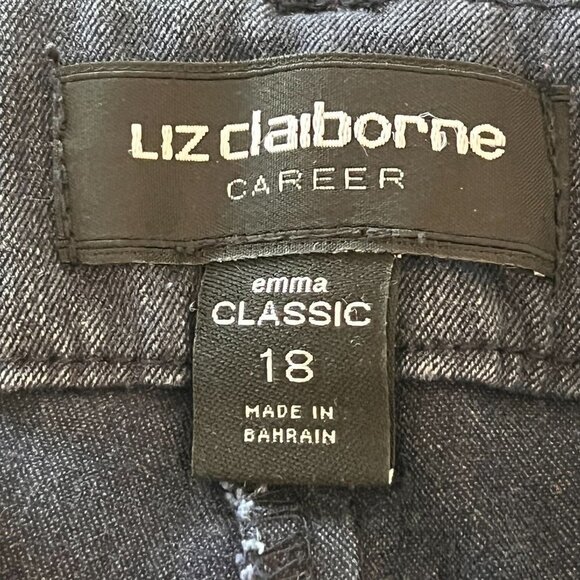 Liz claiborne
CAREER
emma
CLASSIC
18
MADE IN
BAHRAIN